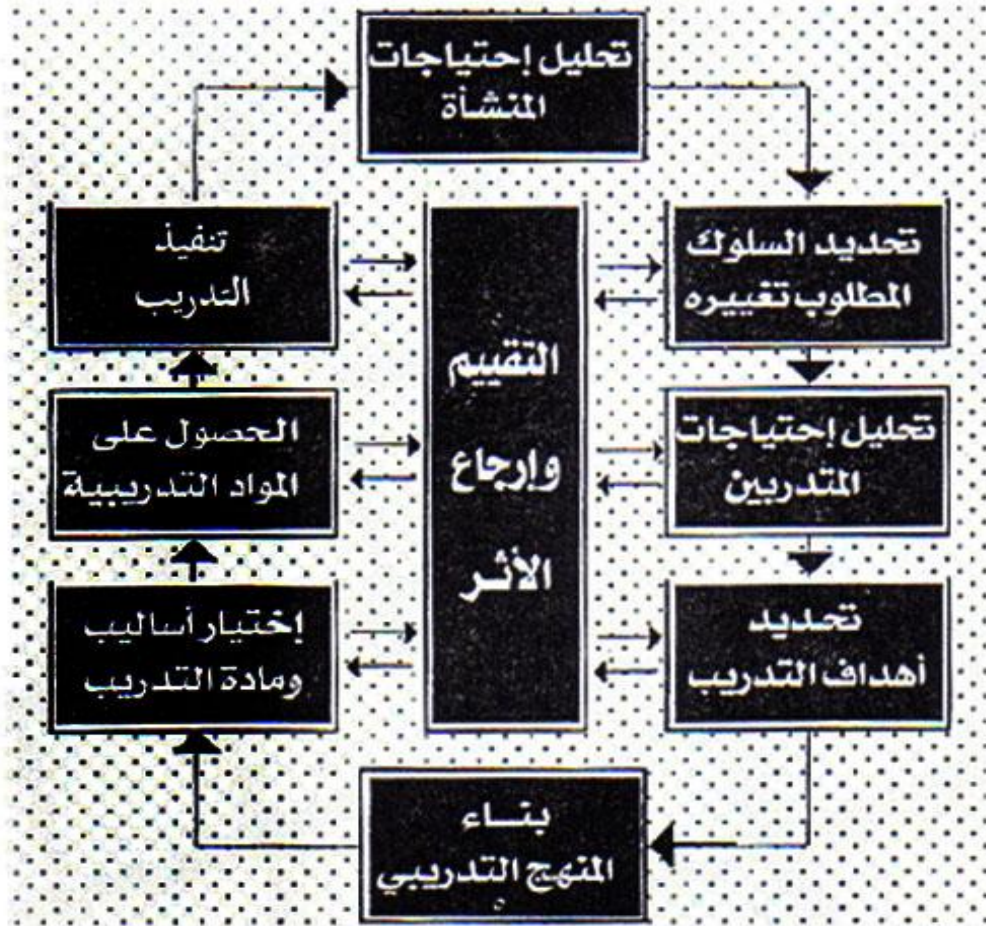 تحليل إحتياجات
المنشأة
تحديد السلوك
المطلوب تغييره
تحليل إحتياجات
المتدربين
تحديد
أهداف التدريب
بناء
المنهج التدريبي
إختيار أساليب
ومادة التدريب
الحصول على
المواد التدريبية
تنفيذ
التدريب
التقييم
وإرجاع
الأثر